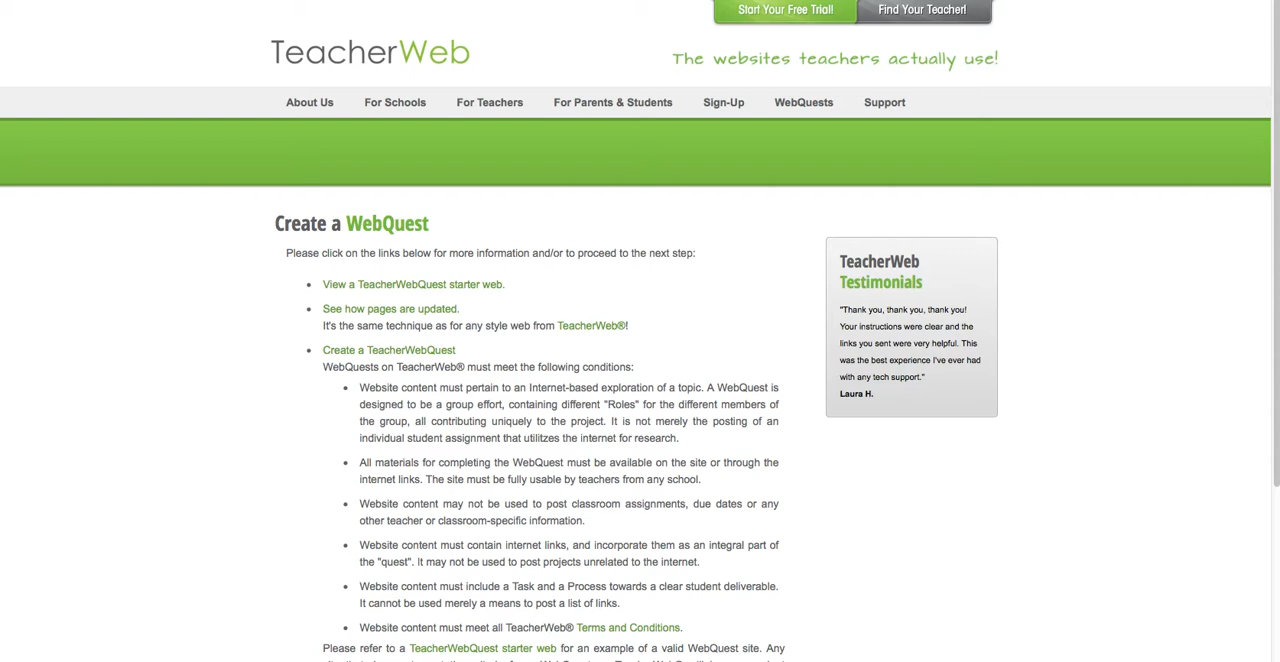 Start Your Free Trial!
Find Your Teacher!
TeacherWeb
The websites teachers actually use!
About Us
For Schools
For Teachers
For Parents & Students
Sign-Up
WebQuests
Support
Create a WebQuest
Please click on the links below for more information and/or to proceed to the next step:
View a TeacherWebQuest starter web.
See how pages are updated.
It's the same technique as for any style web from TeacherWeb®!
Create a TeacherWebQuest
WebQuests on TeacherWeb® must meet the following conditions:
Website content must pertain to an Internet-based exploration of a topic. A WebQuest is
designed to be a group effort, containing different "Roles" for the different members of
the group, all contributing uniquely to the project. It is not merely the posting of an
individual student assignment that utilitzes the internet for research.
All materials for completing the WebQuest must be available on the site or through the
internet links. The site must be fully usable by teachers from any school.
Website content may not be used to post classroom assignments, due dates or any
other teacher or classroom-specific information.
Website content must contain internet links, and incorporate them as an integral part of
the "quest". It may not be used to post projects unrelated to the internet.
Website content must include a Task and a Process towards a clear student deliverable.
It cannot be used merely a means to post a list of links.
Website content must meet all TeacherWeb® Terms and Conditions.
Please refer to a TeacherWebQuest starter web for an example of a valid WebQuest site. Any
TeacherWeb
Testimonials
"Thank you, thank you, thank you!
Your instructions were clear and the
links you sent were very helpful. This
was the best experience I've ever had
with any tech support."
Laura H.